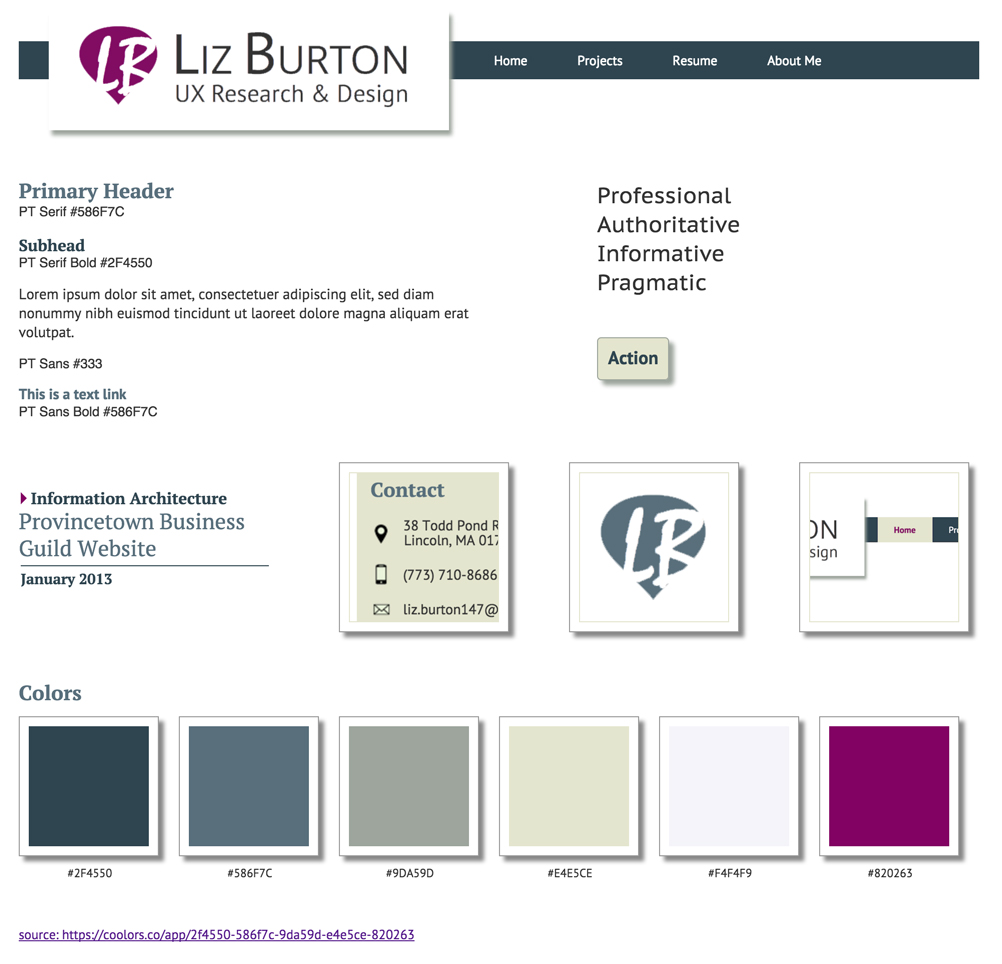 LB LIZ BURTON
UX Research & Design
Home Projects Resume About Me
Primary Header
PT Serif #586F7C
Subhead
PT Serif Bold #2F4550
Lorem ipsum dolor sit amet, consectetuer adipiscing elit, sed diam
nonummy nibh euismod tincidunt ut laoreet dolore magna aliquam erat
volutpat.
PT Sans #333
This is a text link
PT Sans Bold #586F7C
Professional
Authoritative
Informative
Pragmatic
Action
Information Architecture
Provincetown Business
Guild Website
January 2013
Contact
38 Todd Pond R
Lincoln, MA 017
(773) 710-8686
liz.burton147@
LB
ON
sign
Home Pr
Colors
#2F4550
#586F7C
#9DA59D
#E4E5CE
#F4F4F9
#820263
source: https://coolors.co/app/2f4550-586f7c-9da59d-e4e5ce-820263